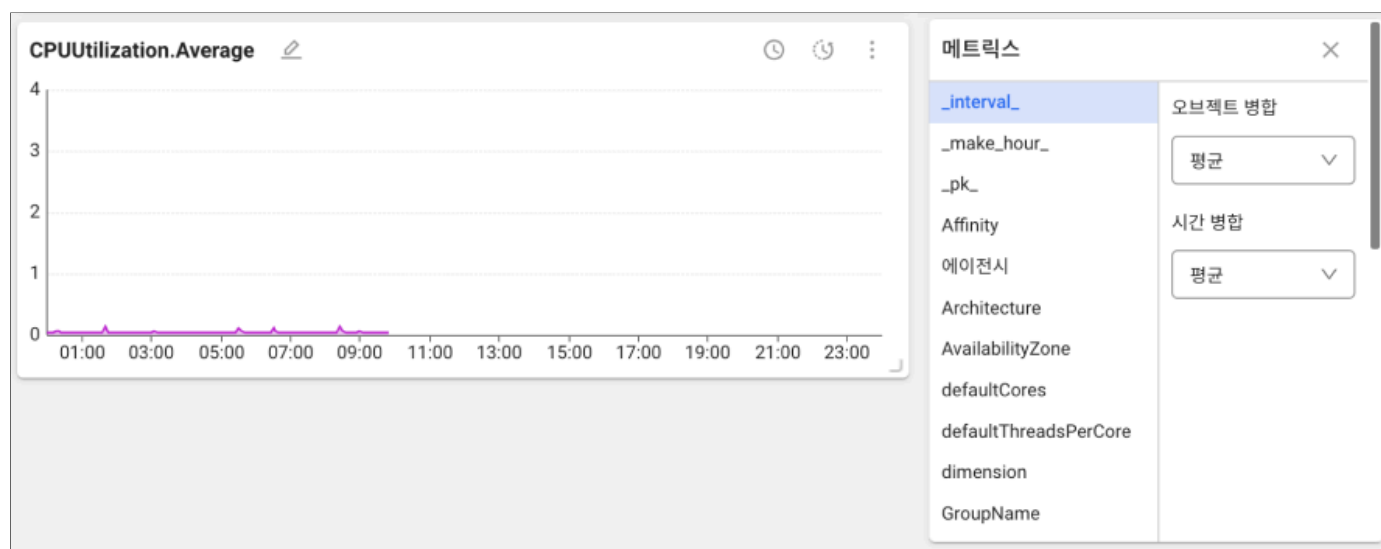 CPUUtilization.Average
4
3
2
1
0
01:00 03:00 05:00 07:00 09:00 11:00 13:00 15:00 17:00 19:00 21:00 23:00
메트릭스
_interval_
_make_hour_
_pk_
Affinity
에이전시
Architecture
AvailabilityZone
defaultCores
defaultThreadsPerCore
dimension
GroupName
오브젝트 병합
평균
시간 병합
평균